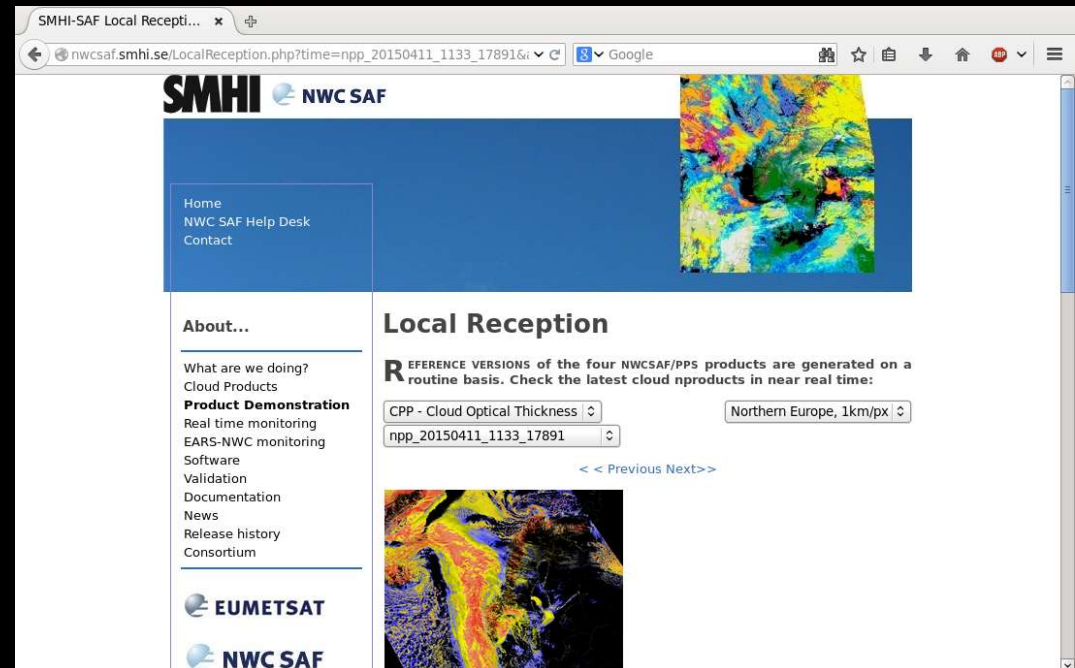 SMHI-SAF Local Recepti...
nwcsaf.smhi.se/LocalReception.php?time=npp_20150411_1133_17891&
Google
ABP
SMHI NWC SAF
Home
NWC SAF Help Desk
Contact
About...
What are we doing?
Cloud Products
Product Demonstration
Real time monitoring
EARS-NWC monitoring
Software
Validation
Documentation
News
Release history
Consortium
EUMETSAT
NWC SAF
Local Reception
REFERENCE VERSIONS of the four NWCSAF/PPS products are generated on a
routine basis. Check the latest cloud nproducts in near real time:
CPP - Cloud Optical Thickness
Northern Europe, 1km/px
npp_20150411_1133_17891
< < Previous Next>>